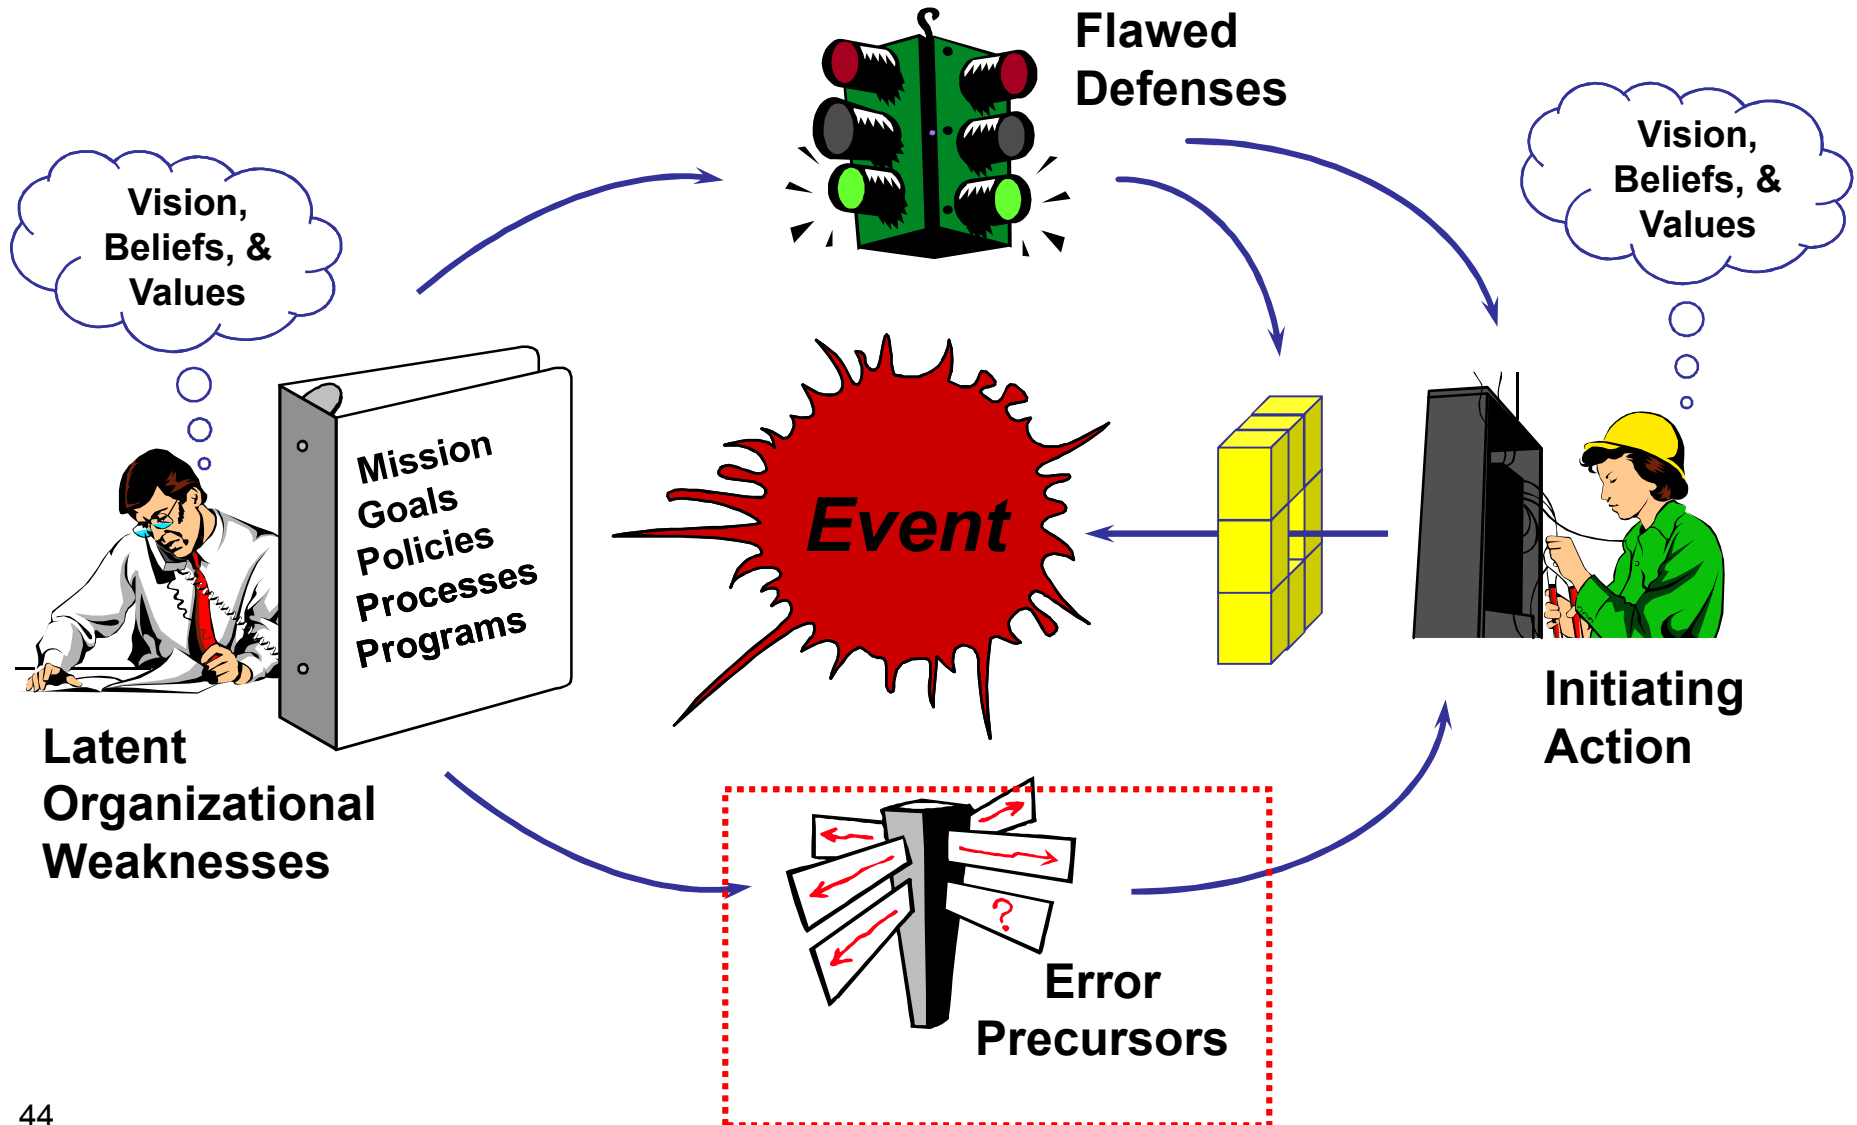 Flawed
Defenses
Vision,
Beliefs, &
Values
Vision,
Beliefs, &
Values
Mission
Goals
Policies
Processes
Programs
Event
Initiating
Action
Latent
Organizational
Weaknesses
?
Error
Precursors
44